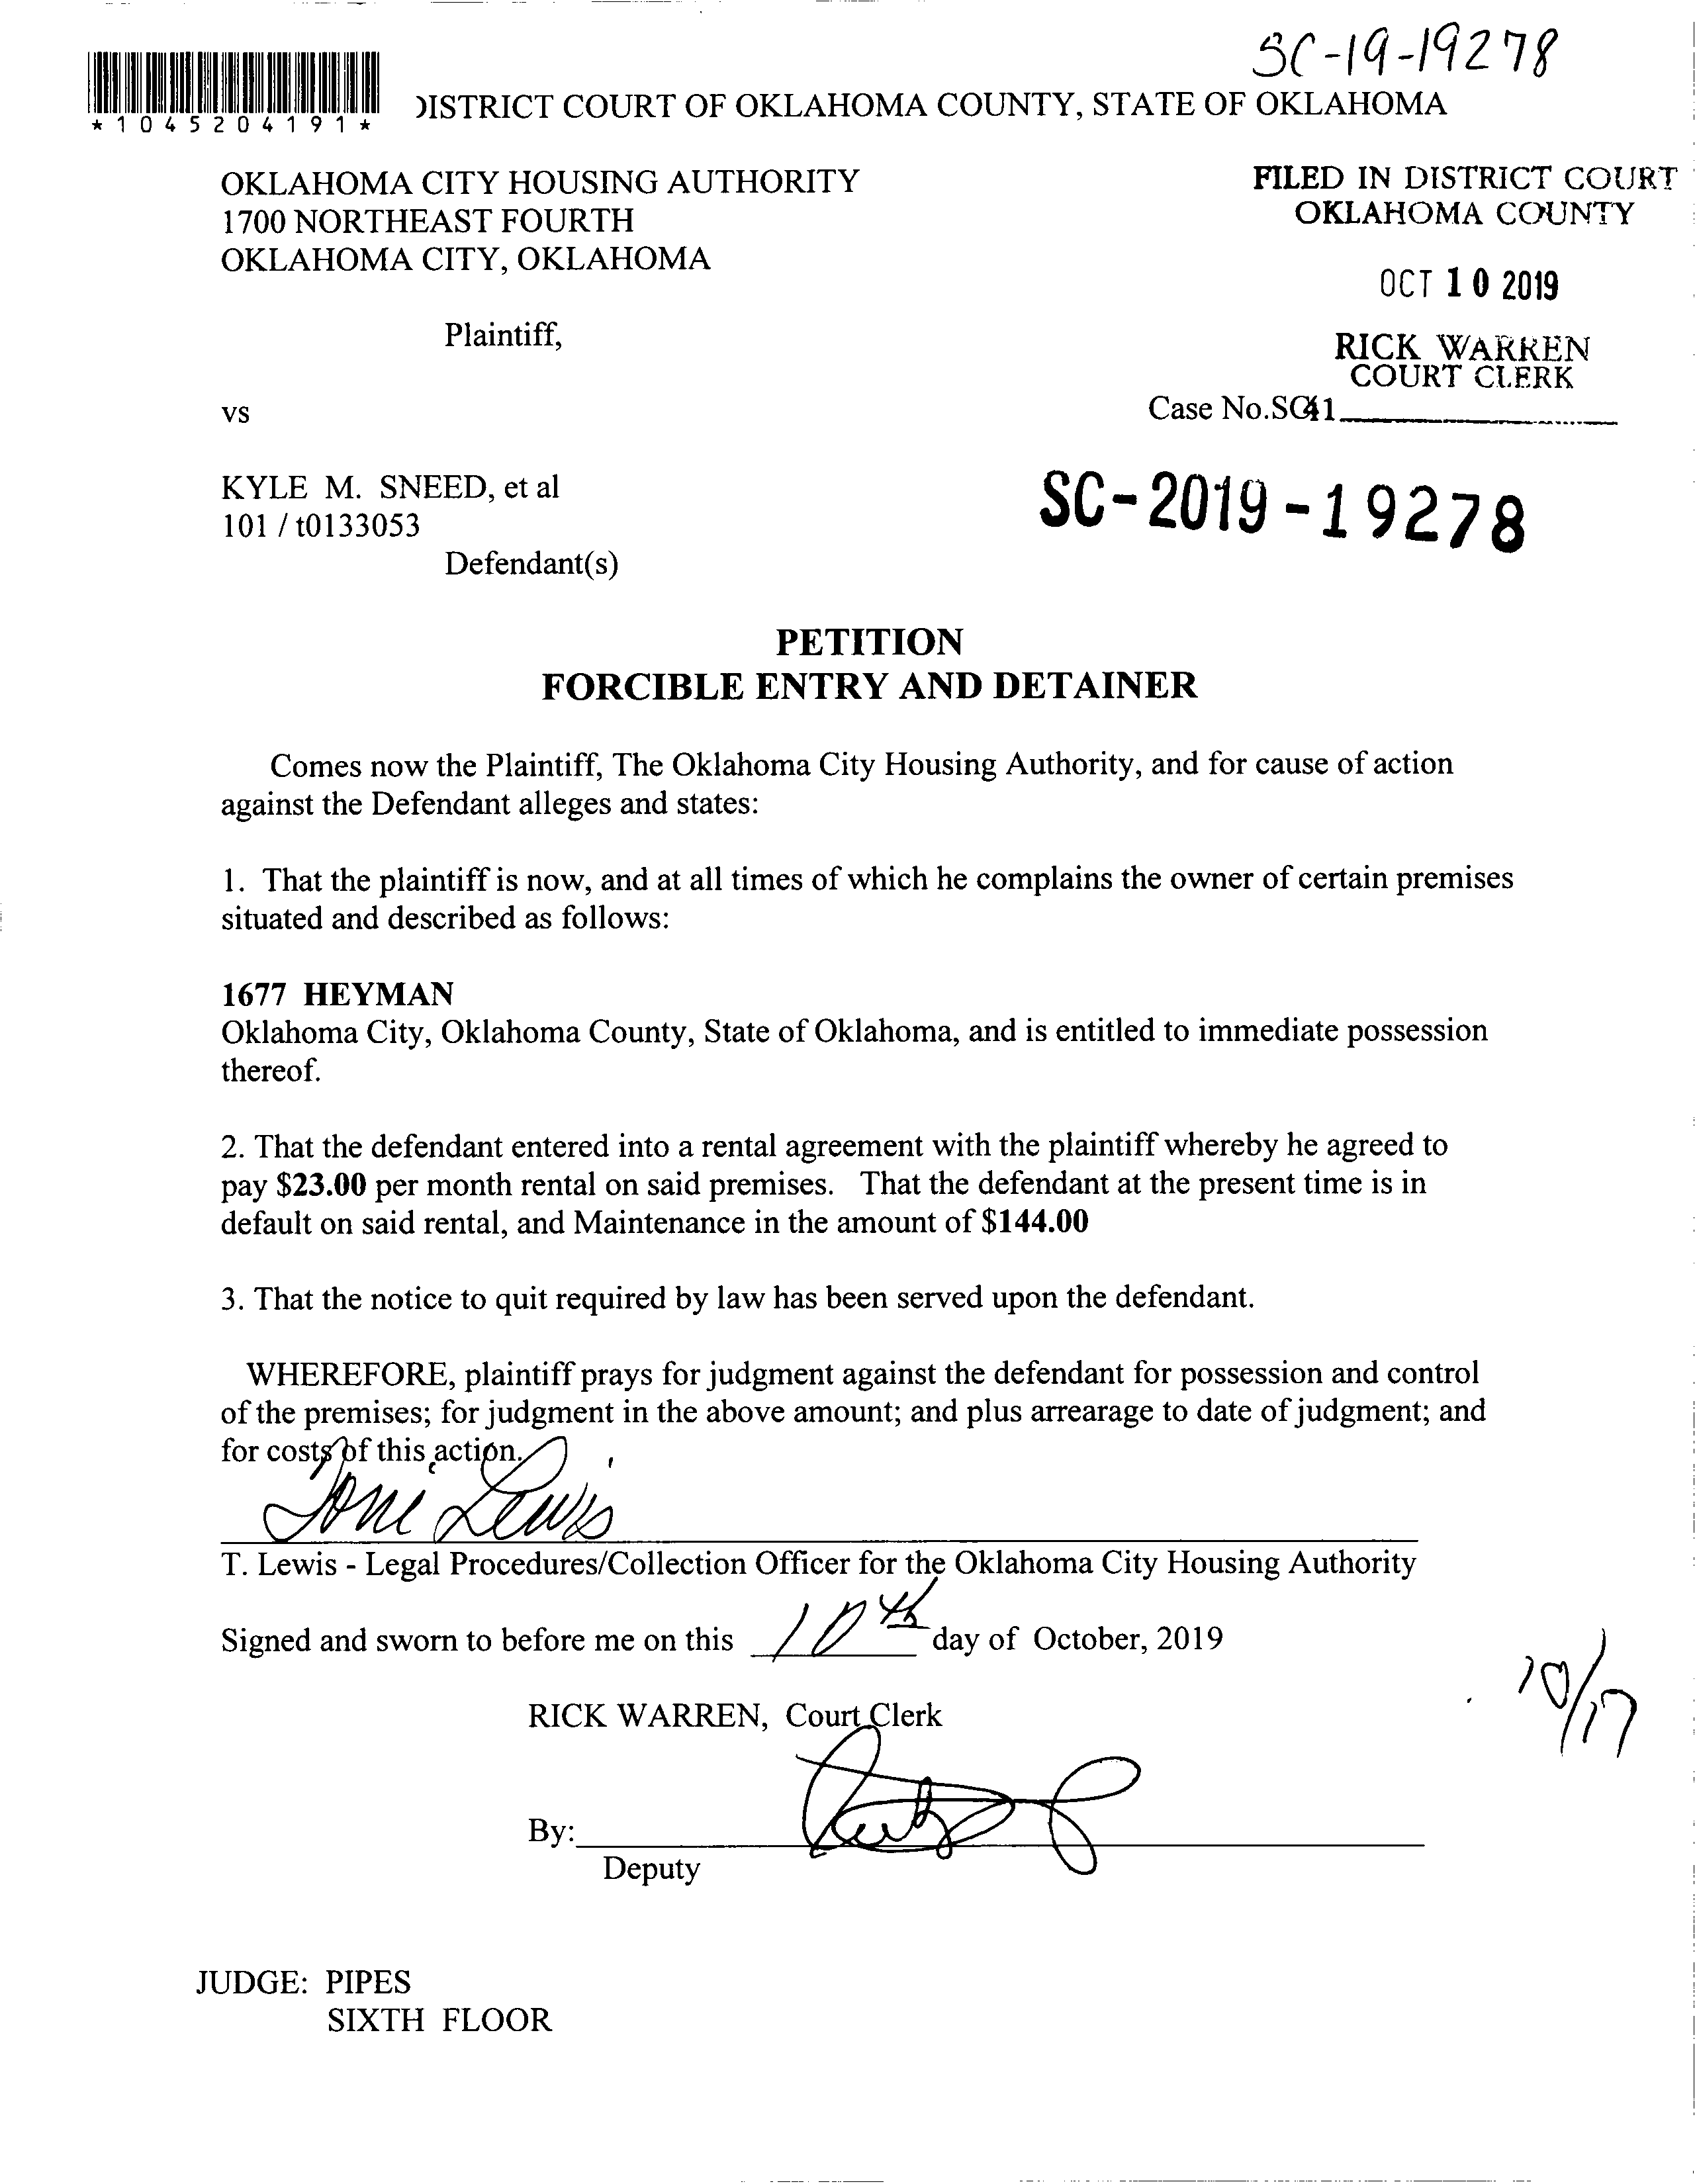 SC-19-19278
*1045204191*
DISTRICT COURT OF OKLAHOMA COUNTY, STATE OF OKLAHOMA
OKLAHOMA CITY HOUSING AUTHORITY
1700 NORTHEAST FOURTH
OKLAHOMA CITY, OKLAHOMA
FILED IN DISTRICT COURT
OKLAHOMA COUNTY
OCT 10 2019
RICK WARREN
COURT CLERK
Plaintiff,
vs
Case No.SC
KYLE M. SNEED, et al
101 / t0133053
Defendant(s)
SC-2019-19278
PETITION
FORCIBLE ENTRY AND DETAINER
Comes now the Plaintiff, The Oklahoma City Housing Authority, and for cause of action
against the Defendant alleges and states:
1. That the plaintiff is now, and at all times of which he complains the owner of certain premises
situated and described as follows:
1677 HEYMAN
Oklahoma City, Oklahoma County, State of Oklahoma, and is entitled to immediate possession
thereof.
2. That the defendant entered into a rental agreement with the plaintiff whereby he agreed to
pay $23.00 per month rental on said premises. That the defendant at the present time is in
default on said rental, and Maintenance in the amount of $144.00
3. That the notice to quit required by law has been served upon the defendant.
WHEREFORE, plaintiff prays for judgment against the defendant for possession and control
of the premises; for judgment in the above amount; and plus arrearage to date of judgment; and
for costs of this action.
Toni Lewis
T. Lewis - Legal Procedures/Collection Officer for the Oklahoma City Housing Authority
Signed and sworn to before me on this 10th day of October, 2019
10/17
RICK WARREN, Court Clerk
By:
Deputy
JUDGE: PIPES
SIXTH FLOOR